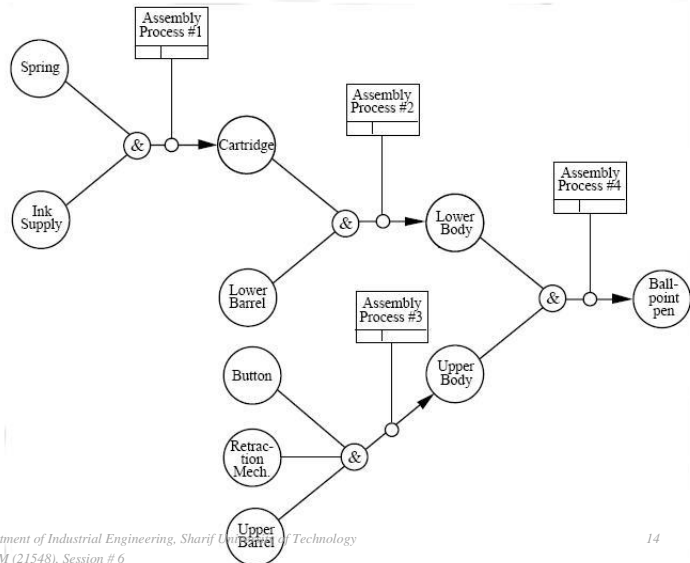 Assembly
Process #1
Spring
&
Cartridge
Ink
Supply
Assembly
Process #2
&
Lower
Body
Lower
Barrel
Assembly
Process #4
&
Ball-
point
pen
Assembly
Process #3
Button
Upper
Body
Retrac-
tion
Mech.
&
Upper
Barrel
of Industrial Engineering, Sharif of Technology
14
(21548), Session # 6